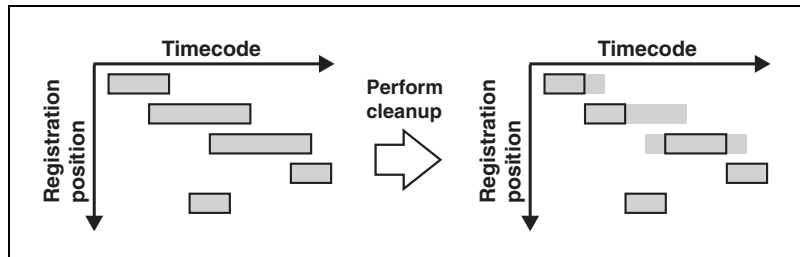 Timecode
Registration
position
Perform
cleanup
Timecode
Registration
position